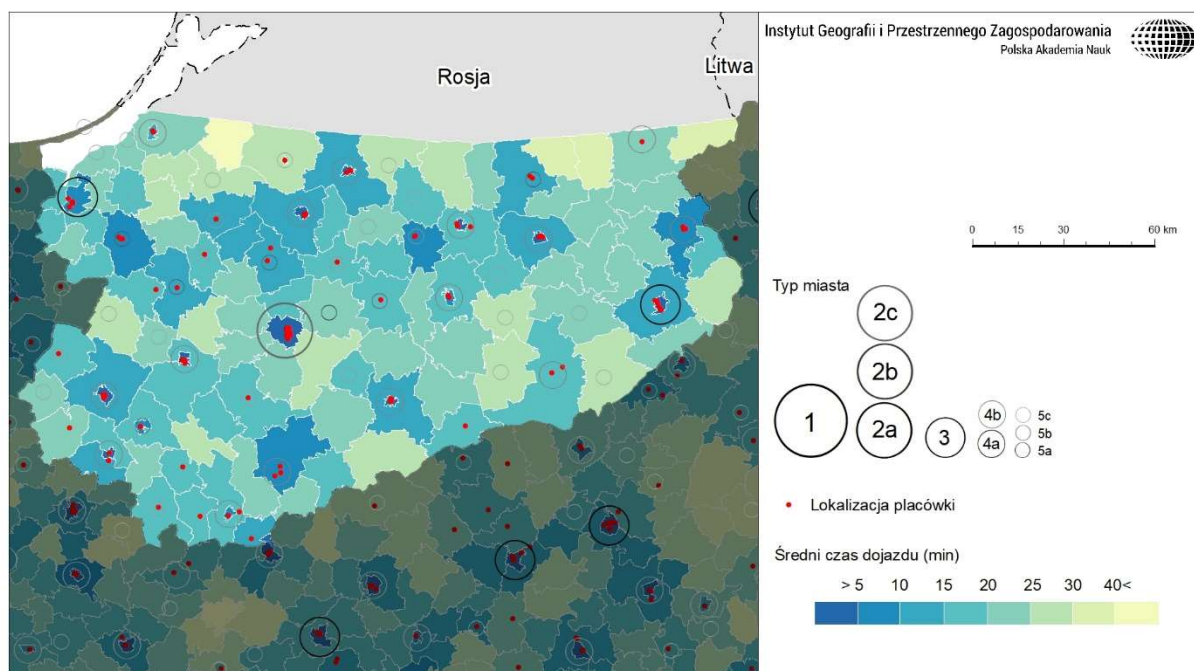 Instytut Geografii i Przestrzennego Zagospodarowania
Polska Akademia Nauk
Rosja
Litwa
0 15 30 60 km
Typ miasta
2c
2b
1
2a
3
4b
4a
5c
5b
5a
Lokalizacja placówki
Średni czas dojazdu (min)
> 5 10 15 20 25 30 40<